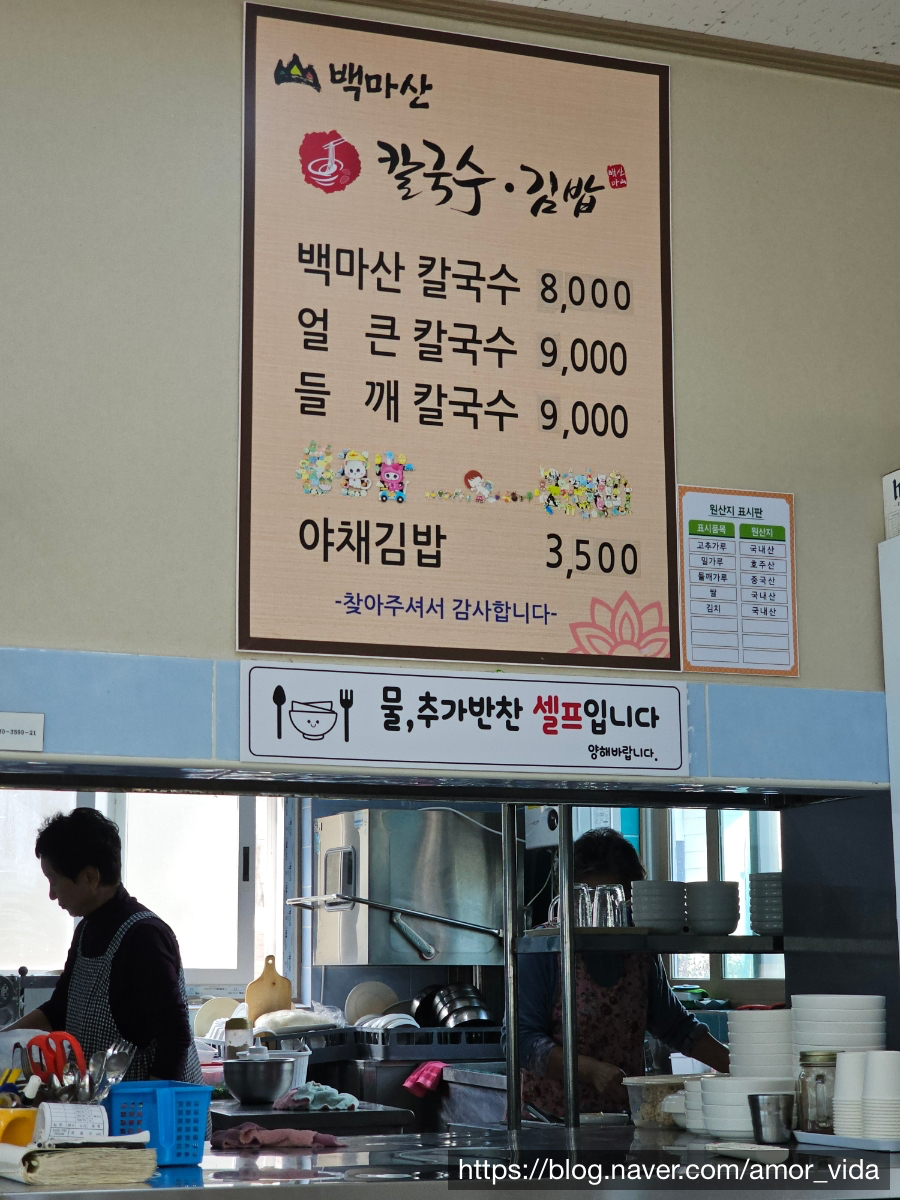 백마산
칼국수·김밥
백마산 칼국수 8,000
얼 큰 칼국수 9,000
들 깨 칼국수 9,000
야채김밥 3,500
-찾아주셔서 감사합니다-
원산지 표시판
표시품목 원산지
고추가루 국내산
밀가루 호주산
들깨가루 중국산
쌀 국내산
김치 국내산
물,추가반찬 셀프입니다
양해바랍니다.
https://blog.naver.com/amor_vida